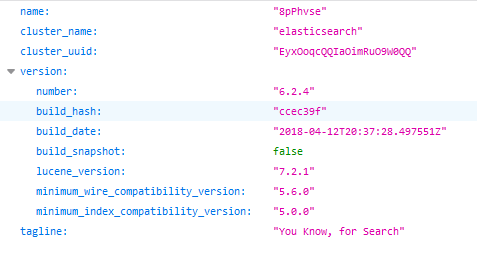 name: "8pPhvse"
cluster_name: "elasticsearch"
cluster_uuid: "EyxOoqcQQIaOimRuO9W0QQ"
version:
number: "6.2.4"
build_hash: "ccec39f"
build_date: "2018-04-12T20:37:28.497551Z"
build_snapshot: false
lucene_version: "7.2.1"
minimum_wire_compatibility_version: "5.6.0"
minimum_index_compatibility_version: "5.0.0"
tagline: "You Know, for Search"